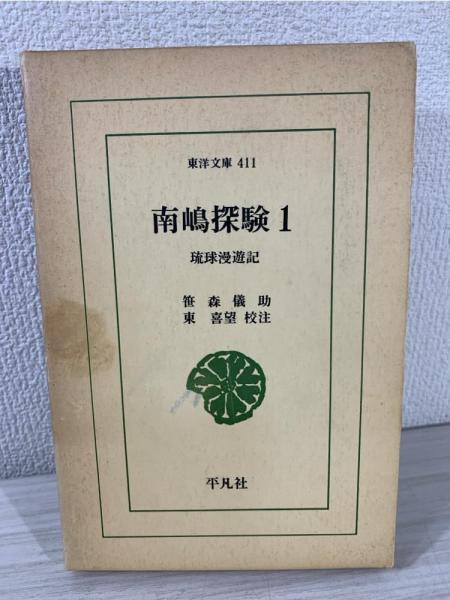 東洋文庫 411
南嶋探験 1
琉球漫遊記
笹森儀助
東喜望 校注
平凡社